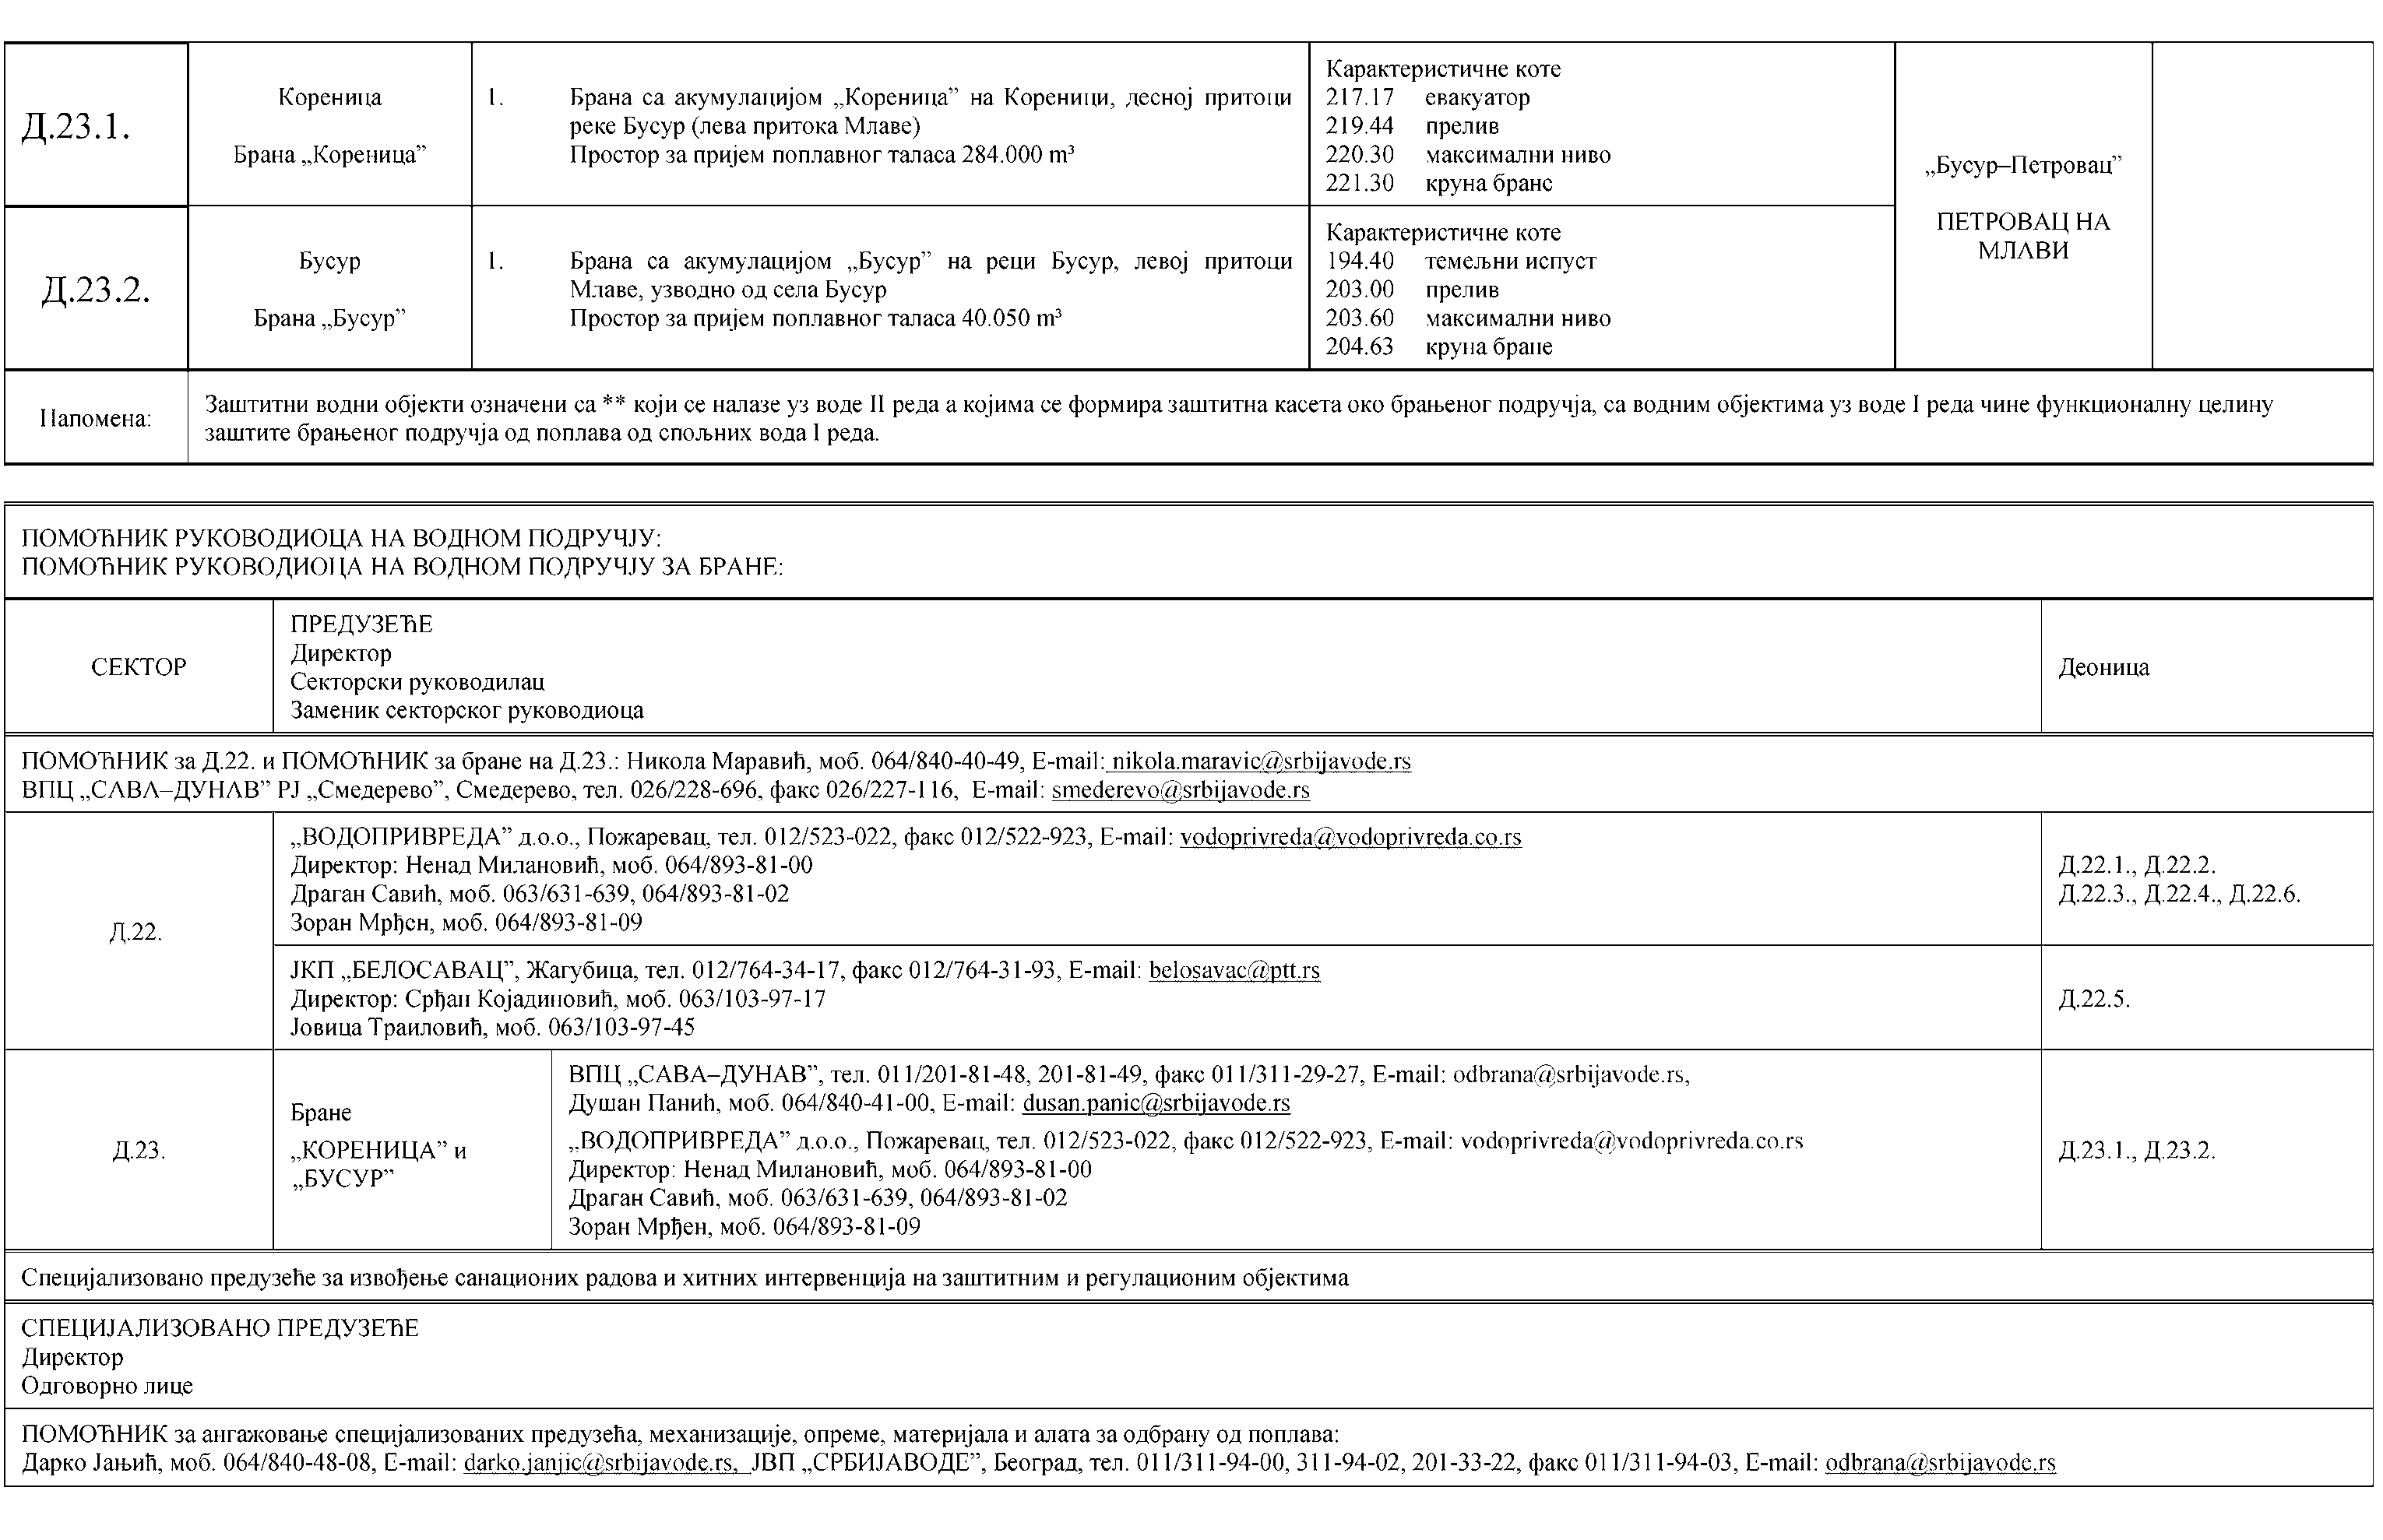 Д.23.1.
Кореница
Брана „Кореница”
1. Брана са акумулацијом „Кореница” на Кореници, десној притоци
реке Бусур (лева притока Млаве)
Простор за пријем поплавног таласа 284.000 m³
Карактеристичне коте
217.17 евакуатор
219.44 прелив
220.30 максимални ниво
221.30 круна бране
„Бусур–Петровац”
ПЕТРОВАЦ НА
МЛАВИ
Д.23.2.
Бусур
Брана „Бусур”
1. Брана са акумулацијом „Бусур” на реци Бусур, левој притоци
Млаве, узводно од села Бусур
Простор за пријем поплавног таласа 40.050 m³
Карактеристичне коте
194.40 темељни испуст
203.00 прелив
203.60 максимални ниво
204.63 круна бране
Напомена:
Заштитни водни објекти означени са ** који се налазе уз воде II реда а којима се формира заштитна касета око брањеног подручја, са водним објектима уз воде I реда чине функционалну целину
заштите брањеног подручја од поплава од спољних вода I реда.
ПОМОЋНИК РУКОВОДИОЦА НА ВОДНОМ ПОДРУЧЈУ:
ПОМОЋНИК РУКОВОДИОЦА НА ВОДНОМ ПОДРУЧЈУ ЗА БРАНЕ:
СЕКТОР
ПРЕДУЗЕЋЕ
Директор
Секторски руководилац
Заменик секторског руководиоца
Деоница
ПОМОЋНИК за Д.22. и ПОМОЋНИК за бране на Д.23.: Никола Маравић, моб. 064/840-40-49, E-mail: nikola.maravic@srbijavode.rs
ВПЦ „САВА–ДУНАВ” РЈ „Смедерево”, Смедерево, тел. 026/228-696, факс 026/227-116, E-mail: smederevo@srbijavode.rs
Д.22.
„ВОДОПРИВРЕДА” д.о.о., Пожаревац, тел. 012/523-022, факс 012/522-923, E-mail: vodoprivreda@vodoprivreda.co.rs
Директор: Ненад Милановић, моб. 064/893-81-00
Драган Савић, моб. 063/631-639, 064/893-81-02
Зоран Мрђен, моб. 064/893-81-09
Д.22.1., Д.22.2.
Д.22.3., Д.22.4., Д.22.6.
ЈКП „БЕЛОСАВАЦ”, Жагубица, тел. 012/764-34-17, факс 012/764-31-93, E-mail: belosavac@ptt.rs
Директор: Срђан Којадиновић, моб. 063/103-97-17
Јовица Траиловић, моб. 063/103-97-45
Д.22.5.
Д.23.
Бране
„КОРЕНИЦА” и
„БУСУР”
ВПЦ „САВА–ДУНАВ”, тел. 011/201-81-48, 201-81-49, факс 011/311-29-27, E-mail: odbrana@srbijavode.rs,
Душан Панић, моб. 064/840-41-00, E-mail: dusan.panic@srbijavode.rs
„ВОДОПРИВРЕДА” д.о.о., Пожаревац, тел. 012/523-022, факс 012/522-923, E-mail: vodoprivreda@vodoprivreda.co.rs
Директор: Ненад Милановић, моб. 064/893-81-00
Драган Савић, моб. 063/631-639, 064/893-81-02
Зоран Мрђен, моб. 064/893-81-09
Д.23.1., Д.23.2.
Специјализовано предузеће за извођење санационих радова и хитних интервенција на заштитним и регулационим објектима
СПЕЦИЈАЛИЗОВАНО ПРЕДУЗЕЋЕ
Директор
Одговорно лице
ПОМОЋНИК за ангажовање специјализованих предузећа, механизације, опреме, материјала и алата за одбрану од поплава:
Дарко Јањић, моб. 064/840-48-08, E-mail: darko.janjic@srbijavode.rs, ЈВП „СРБИЈАВОДЕ”, Београд, тел. 011/311-94-00, 311-94-02, 201-33-22, факс 011/311-94-03, E-mail: odbrana@srbijavode.rs